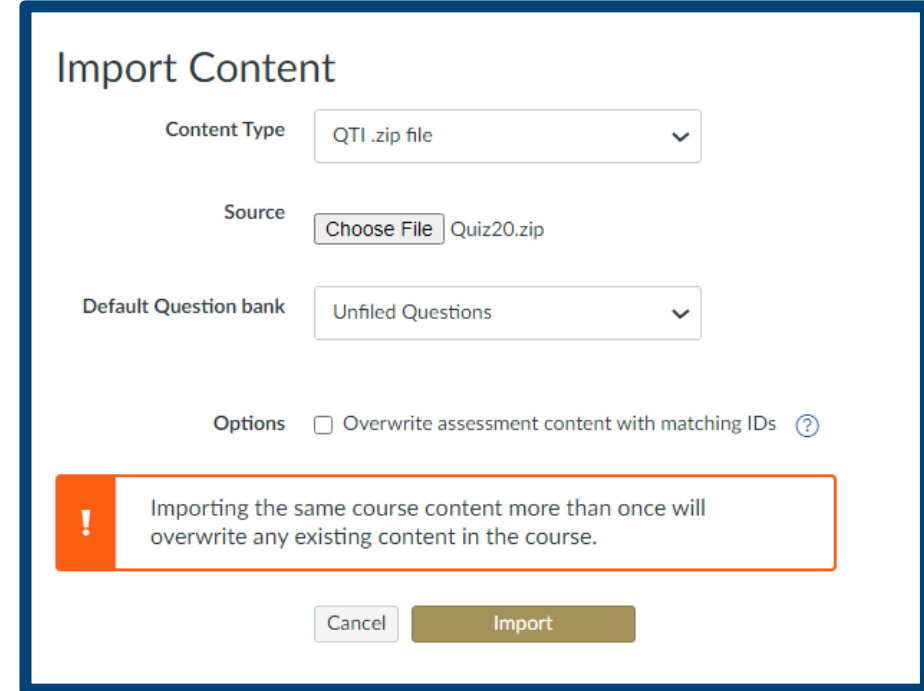 Import Content
Content Type
QTI .zip file
Source
Choose File Quiz20.zip
Default Question bank
Unfiled Questions
Options
Overwrite assessment content with matching IDs ?
!
Importing the same course content more than once will
overwrite any existing content in the course.
Cancel
Import